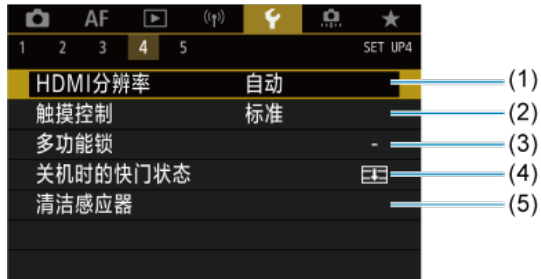 AF
1 2 3 4 5 SET UP4
HDMI分辨率 自动 (1)
触摸控制 标准 (2)
多功能锁 - (3)
关机时的快门状态 (4)
清洁感应器 (5)